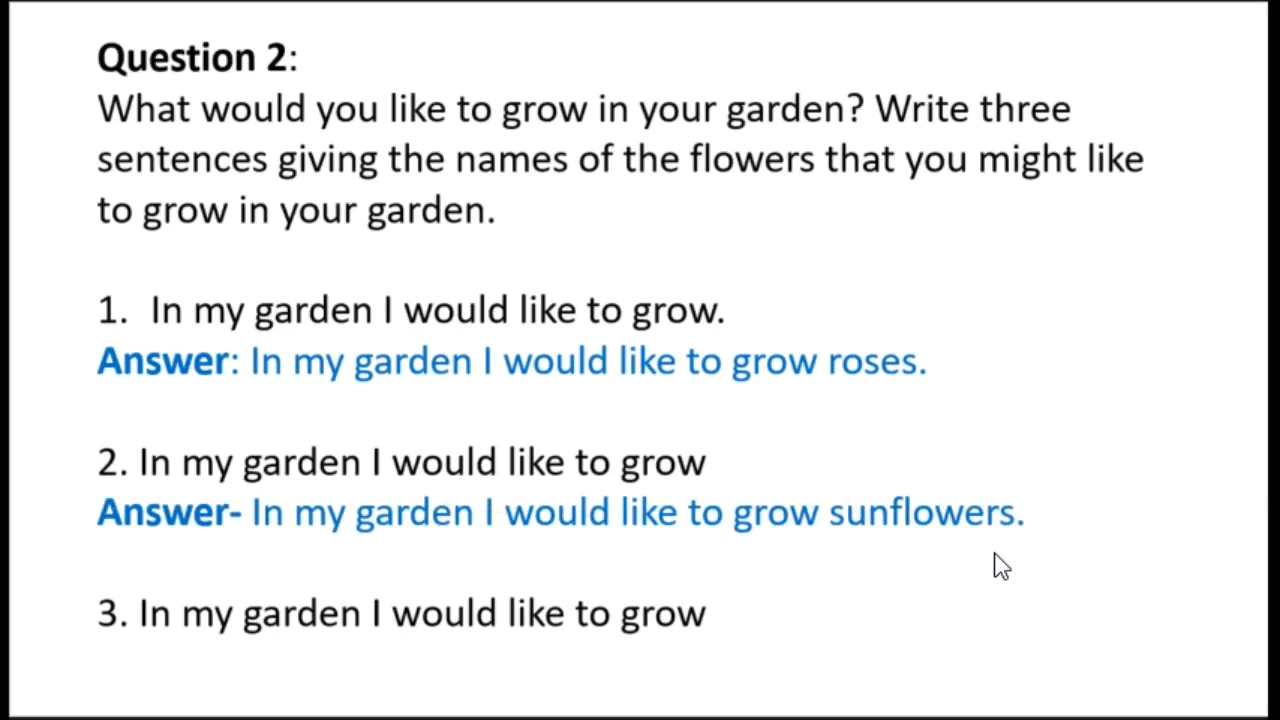 Question 2:
What would you like to grow in your garden? Write three
sentences giving the names of the flowers that you might like
to grow in your garden.
1. In my garden I would like to grow.
Answer: In my garden I would like to grow roses.
2. In my garden I would like to grow
Answer- In my garden I would like to grow sunflowers.
3. In my garden I would like to grow